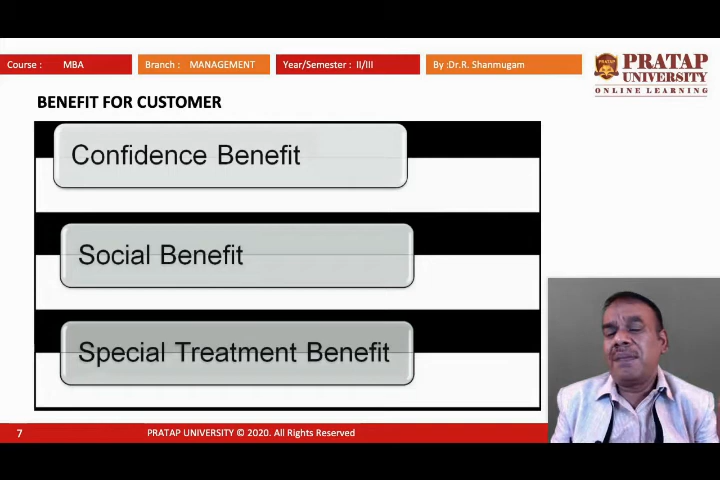 Course : MBA Branch : MANAGEMENT Year/Semester : II/III By :Dr.R. Shanmugam
PRATAP
PRATAP
UNIVERSITY
ONLINE LEARNING
BENEFIT FOR CUSTOMER
Confidence Benefit
Social Benefit
Special Treatment Benefit
7 PRATAP UNIVERSITY © 2020. All Rights Reserved